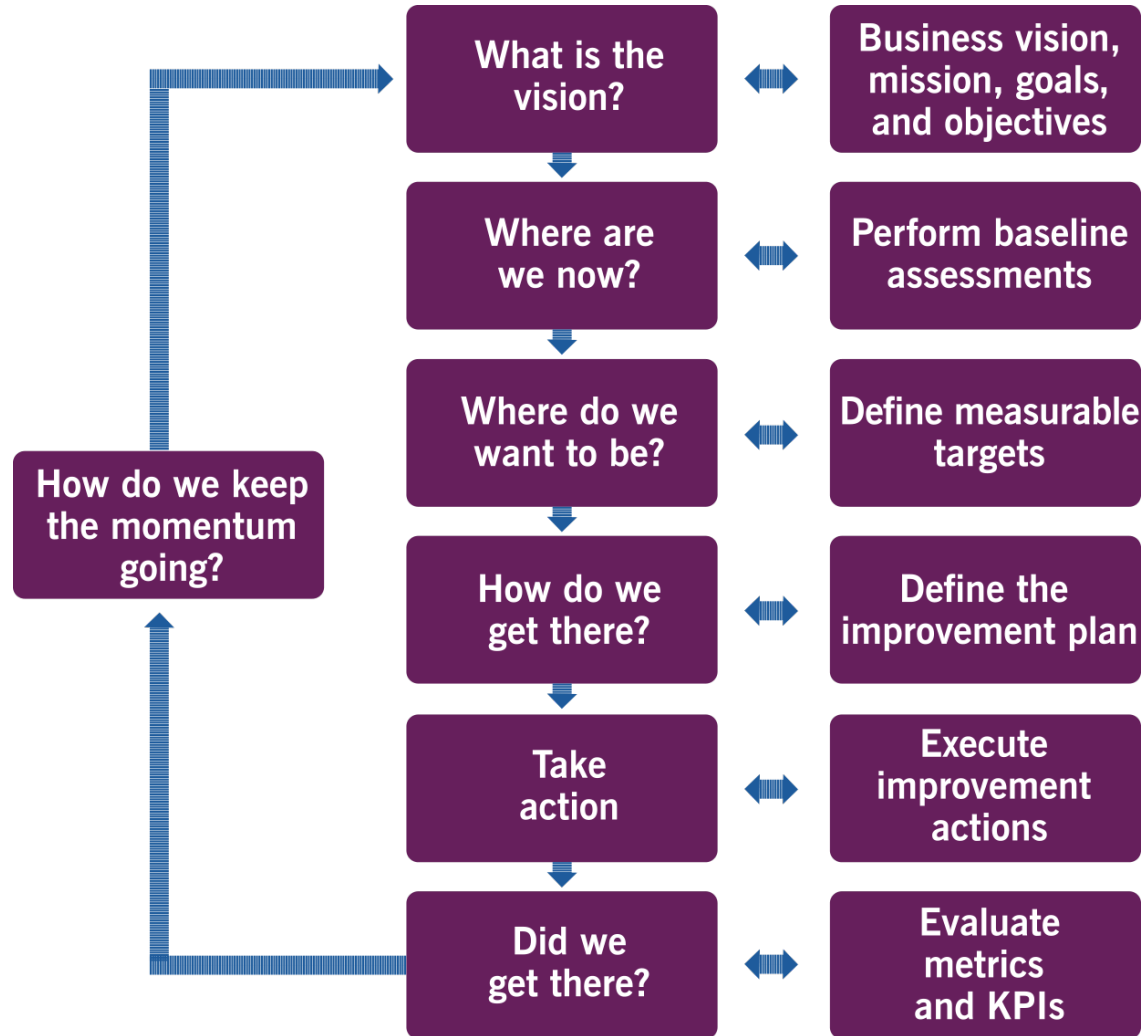 What is the
vision?
Business vision,
mission, goals,
and objectives
Where are
we now?
Perform baseline
assessments
Where do we
want to be?
Define measurable
targets
How do we keep
the momentum
going?
How do we
get there?
Define the
improvement plan
Take
action
Execute
improvement
actions
Did we
get there?
Evaluate
metrics
and KPIs